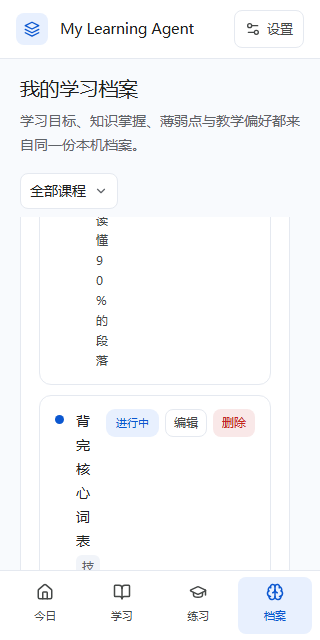 My Learning Agent
设置
我的学习档案
学习目标、知识掌握、薄弱点与教学偏好都来
自同一份本机档案。
全部课程
读
懂
9
0
%
的
段
落
背
完
核
心
词
表
进行中
编辑
删除
技
今日
学习
练习
档案